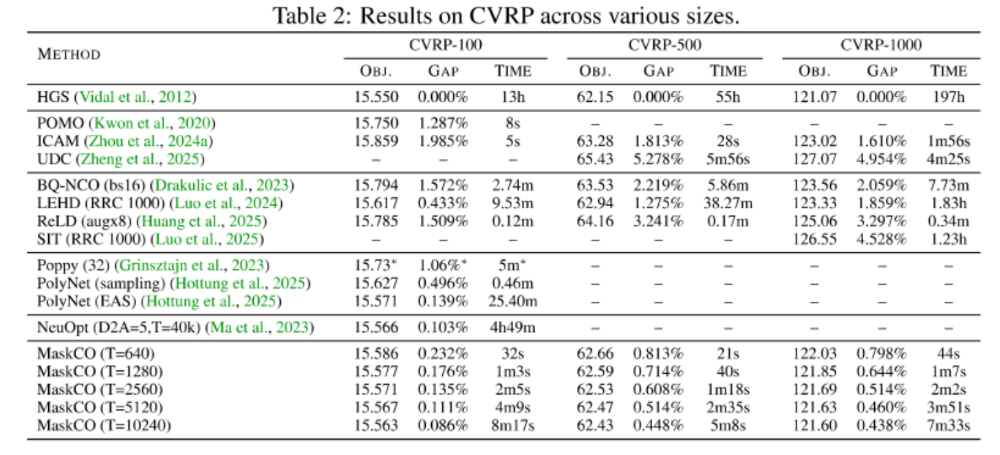 Table 2: Results on CVRP across various sizes.
METHOD CVRP-100 CVRP-500 CVRP-1000
OBJ. GAP TIME OBJ. GAP TIME OBJ. GAP TIME
HGS (Vidal et al., 2012) 15.550 0.000% 13h 62.15 0.000% 55h 121.07 0.000% 197h
POMO (Kwon et al., 2020) 15.750 1.287% 8s – – – – – –
ICAM (Zhou et al., 2024a) 15.859 1.985% 5s 63.28 1.813% 28s 123.02 1.610% 1m56s
UDC (Zheng et al., 2025) – – – 65.43 5.278% 5m56s 127.07 4.954% 4m25s
BQ-NCO (bs16) (Drakulic et al., 2023) 15.794 1.572% 2.74m 63.53 2.219% 5.86m 123.56 2.059% 7.73m
LEHD (RRC 1000) (Luo et al., 2024) 15.617 0.433% 9.53m 62.94 1.275% 38.27m 123.33 1.859% 1.83h
ReLD (augx8) (Huang et al., 2025) 15.785 1.509% 0.12m 64.16 3.241% 0.17m 125.06 3.297% 0.34m
SIT (RRC 1000) (Luo et al., 2025) – – – – – – 126.55 4.528% 1.23h
Poppy (32) (Grinsztajn et al., 2023) 15.73* 1.06%* 5m* – – – – – –
PolyNet (sampling) (Hottung et al., 2025) 15.627 0.496% 0.46m – – – – – –
PolyNet (EAS) (Hottung et al., 2025) 15.571 0.139% 25.40m – – – – – –
NeuOpt (D2A=5,T=40k) (Ma et al., 2023) 15.566 0.103% 4h49m – – – – – –
MaskCO (T=640) 15.586 0.232% 32s 62.66 0.813% 21s 122.03 0.798% 44s
MaskCO (T=1280) 15.577 0.176% 1m3s 62.59 0.714% 40s 121.85 0.644% 1m7s
MaskCO (T=2560) 15.571 0.135% 2m5s 62.53 0.608% 1m18s 121.69 0.514% 2m2s
MaskCO (T=5120) 15.567 0.111% 4m9s 62.47 0.514% 2m35s 121.63 0.460% 3m51s
MaskCO (T=10240) 15.563 0.086% 8m17s 62.43 0.448% 5m8s 121.60 0.438% 7m33s